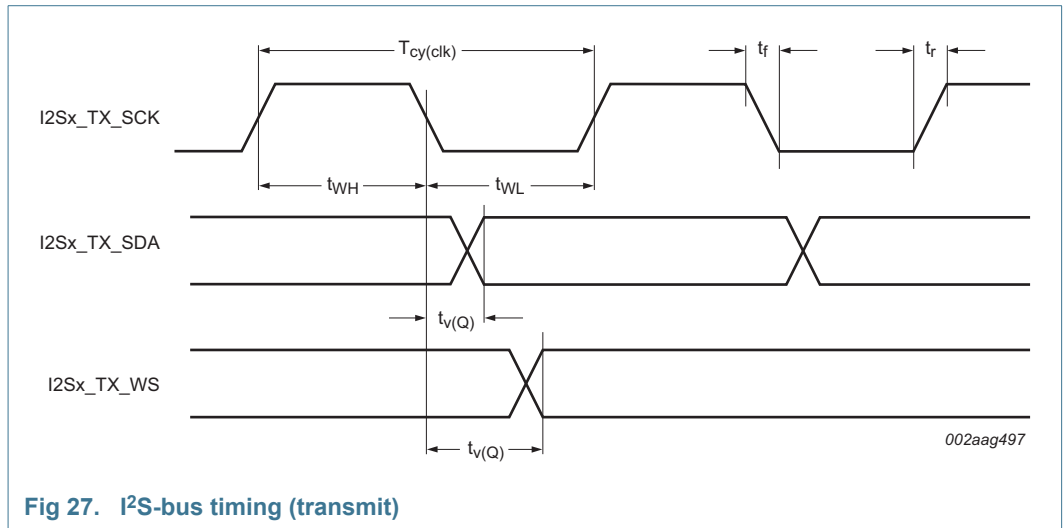 T_cy(clk)
t_f
t_r
I2Sx_TX_SCK
t_WH
t_WL
I2Sx_TX_SDA
t_v(Q)
I2Sx_TX_WS
t_v(Q)
002aag497
Fig 27. I²S-bus timing (transmit)